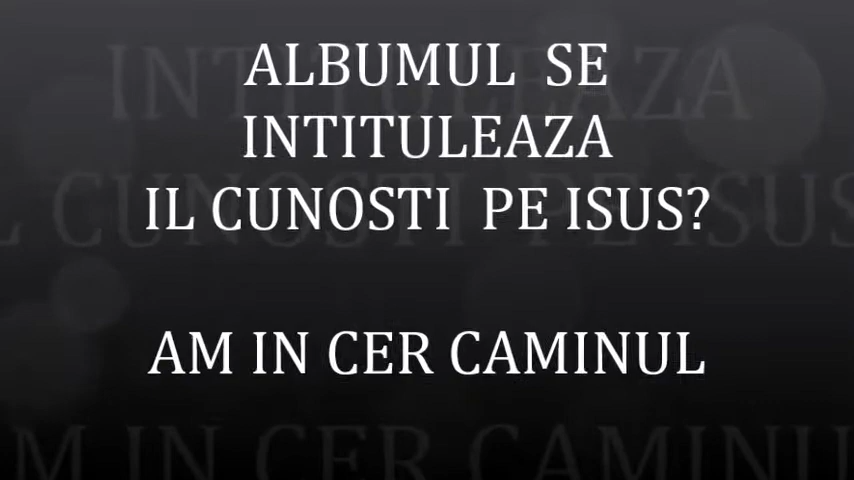 ALBUMUL SE
INTITULEAZA
IL CUNOSTI PE ISUS?
AM IN CER CAMINUL